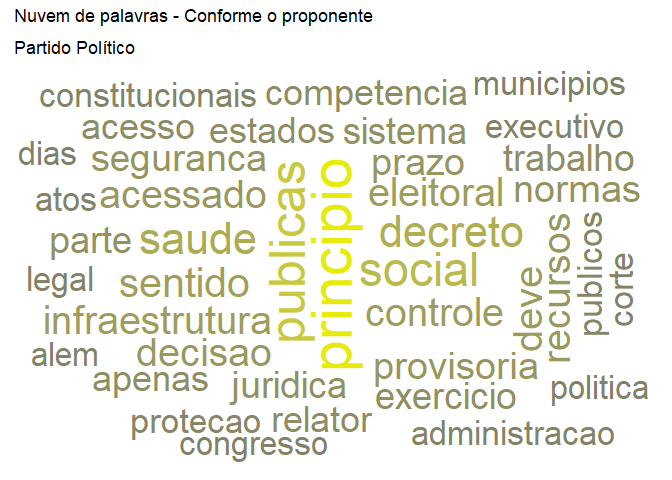 Nuvem de palavras - Conforme o proponente
Partido Político
constitucionais competencia municipios
acesso estados sistema executivo
dias seguranca prazo trabalho
atos acessado publicas principio eleitoral normas
parte saude decreto recursos publicos
legal sentido social deve corte
infraestrutura controle
alem decisao provisoria
apenas juridica exercicio politica
protecao relator administracao
congresso